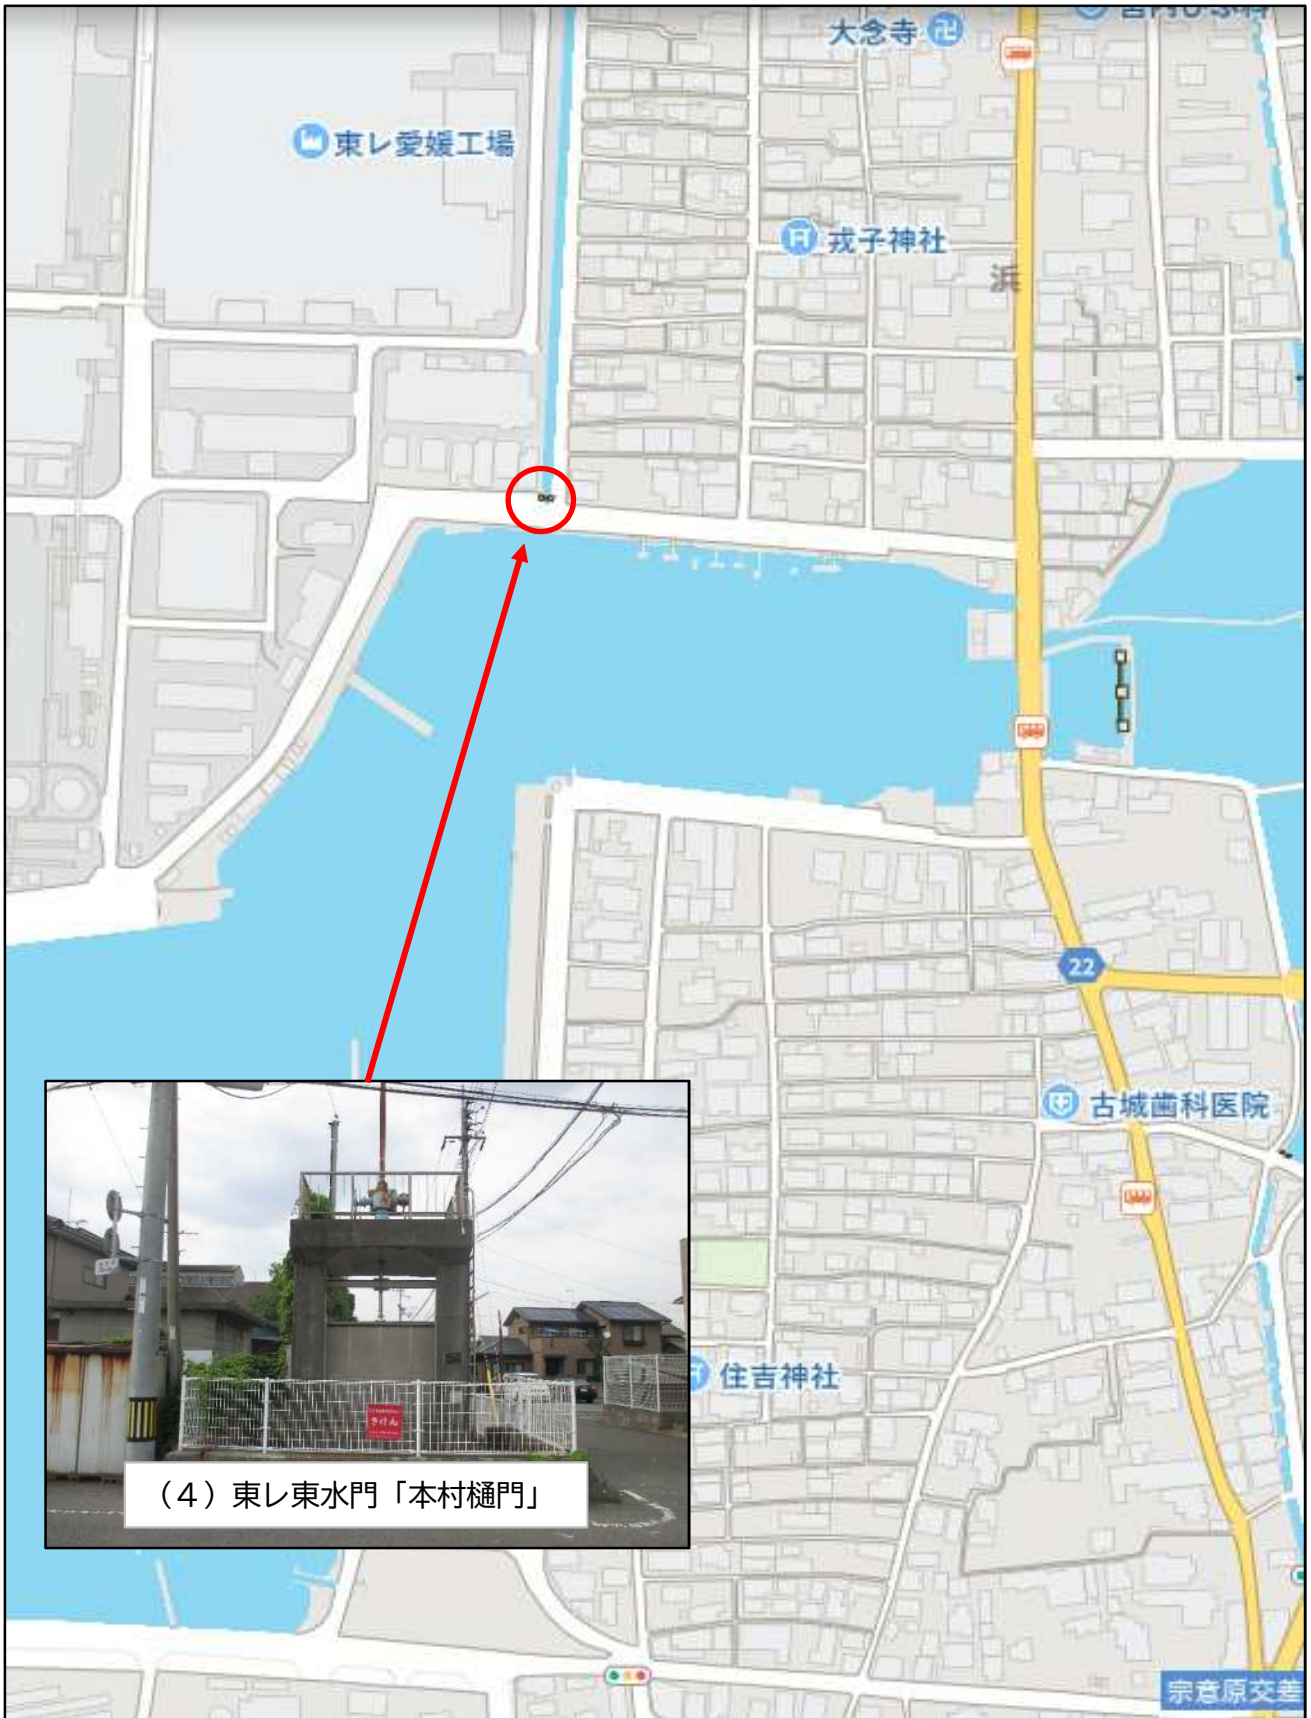 大念寺
東レ愛媛工場
戎子神社
浜
22
古城歯科医院
住吉神社
きけん
(4)東レ東水門「本村樋門」
宗意原交差